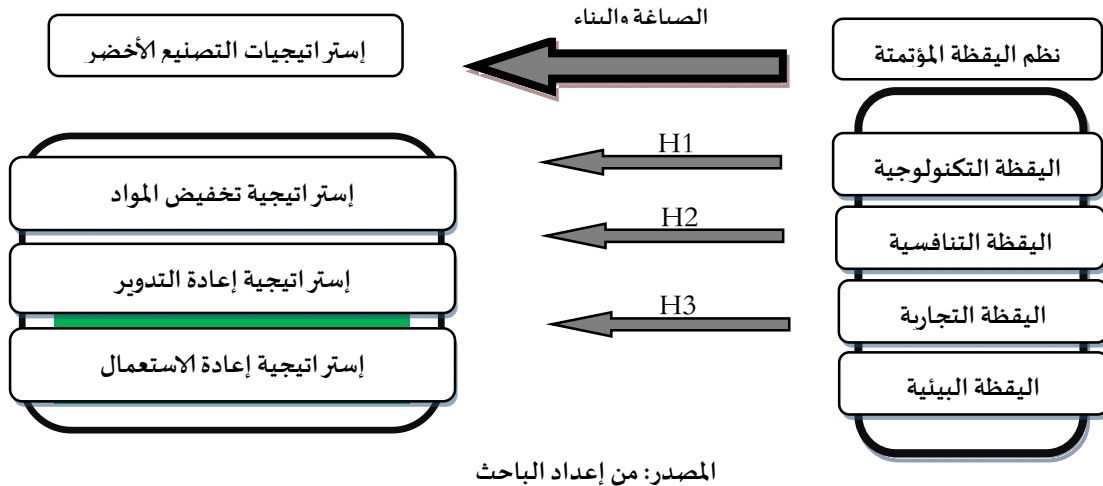 الصياغة والبناء
نظم اليقظة المؤتمتة
إستراتيجيات التصنيع الأخضر
اليقظة التكنولوجية
اليقظة التنافسية
اليقظة التجارية
اليقظة البيئية
H1
H2
H3
إستراتيجية تخفيض المواد
إستراتيجية إعادة التدوير
إستراتيجية إعادة الاستعمال
المصدر: من إعداد الباحث